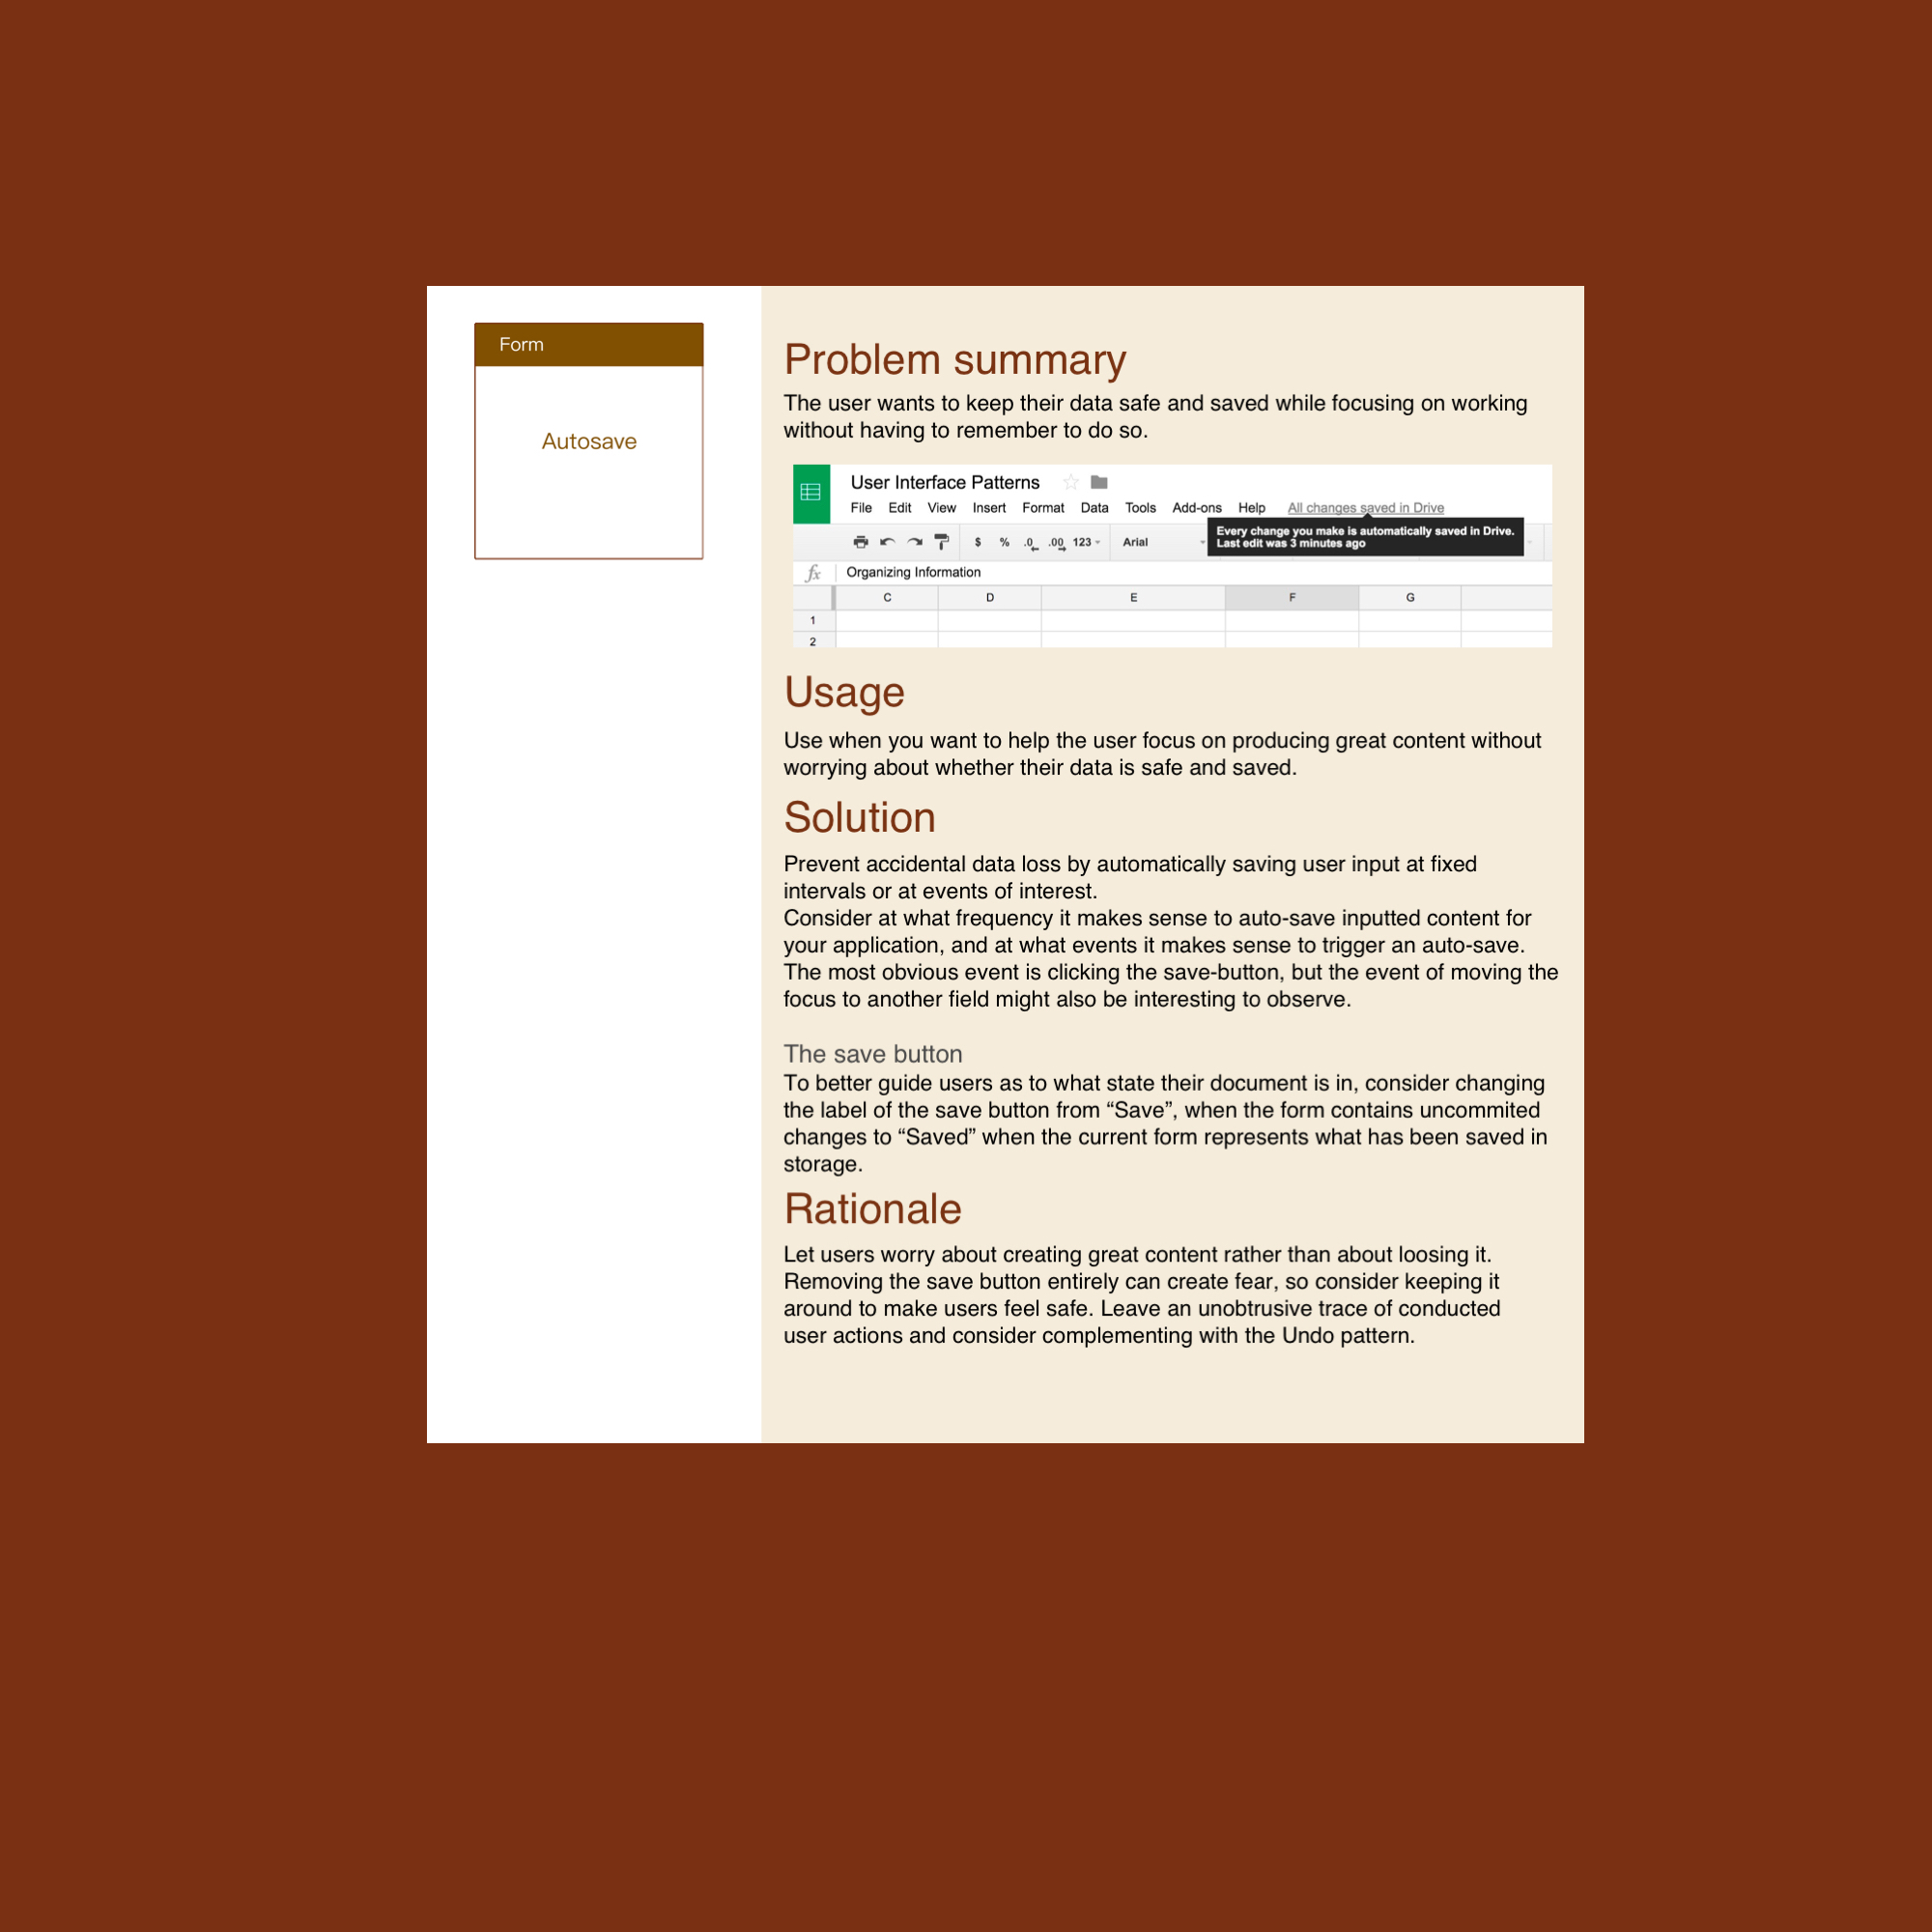 Form
Autosave
Problem summary
The user wants to keep their data safe and saved while focusing on working
without having to remember to do so.
User Interface Patterns
File Edit View Insert Format Data Tools Add-ons Help All changes saved in Drive
Every change you make is automatically saved in Drive.
Last edit was 3 minutes ago
$ % .0 .00 123 Arial
fx Organizing Information
C D E F G
1
2
Usage
Use when you want to help the user focus on producing great content without
worrying about whether their data is safe and saved.
Solution
Prevent accidental data loss by automatically saving user input at fixed
intervals or at events of interest.
Consider at what frequency it makes sense to auto-save inputted content for
your application, and at what events it makes sense to trigger an auto-save.
The most obvious event is clicking the save-button, but the event of moving the
focus to another field might also be interesting to observe.
The save button
To better guide users as to what state their document is in, consider changing
the label of the save button from “Save”, when the form contains uncommited
changes to “Saved” when the current form represents what has been saved in
storage.
Rationale
Let users worry about creating great content rather than about loosing it.
Removing the save button entirely can create fear, so consider keeping it
around to make users feel safe. Leave an unobtrusive trace of conducted
user actions and consider complementing with the Undo pattern.